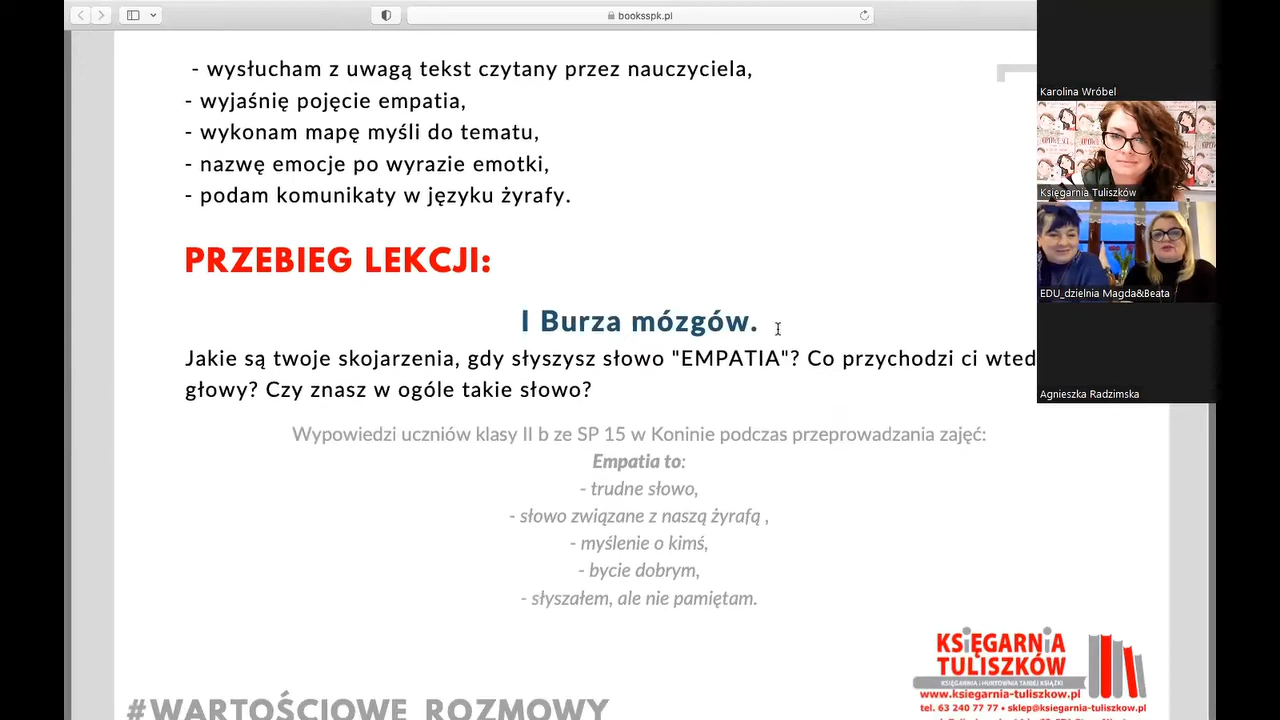 booksspk.pl
- wysłucham z uwagą tekst czytany przez nauczyciela,
- wyjaśnię pojęcie empatia,
- wykonam mapę myśli do tematu,
- nazwę emocje po wyrazie emotki,
- podam komunikaty w języku żyrafy.
PRZEBIEG LEKCJI:
I Burza mózgów.
Jakie są twoje skojarzenia, gdy słyszysz słowo "EMPATIA"? Co przychodzi ci wted
głowy? Czy znasz w ogóle takie słowo?
Wypowiedzi uczniów klasy II b ze SP 15 w Koninie podczas przeprowadzania zajęć:
Empatia to:
- trudne słowo,
- słowo związane z naszą żyrafą ,
- myślenie o kimś,
- bycie dobrym,
- słyszałem, ale nie pamiętam.
#WARTOŚCIOWE_ROZMOWY
KSIĘGARNIA
TULISZKÓW
KSIĘGARNIA I HURTOWNIA TANIEJ KSIĄŻKI
www.ksiegarnia-tuliszkow.pl
tel. 63 240 77 77 • sklep@ksiegarnia-tuliszkow.pl
Karolina Wróbel
Księgarnia Tuliszków
EDU_dzielnia Magda&Beata
Agnieszka Radzimska